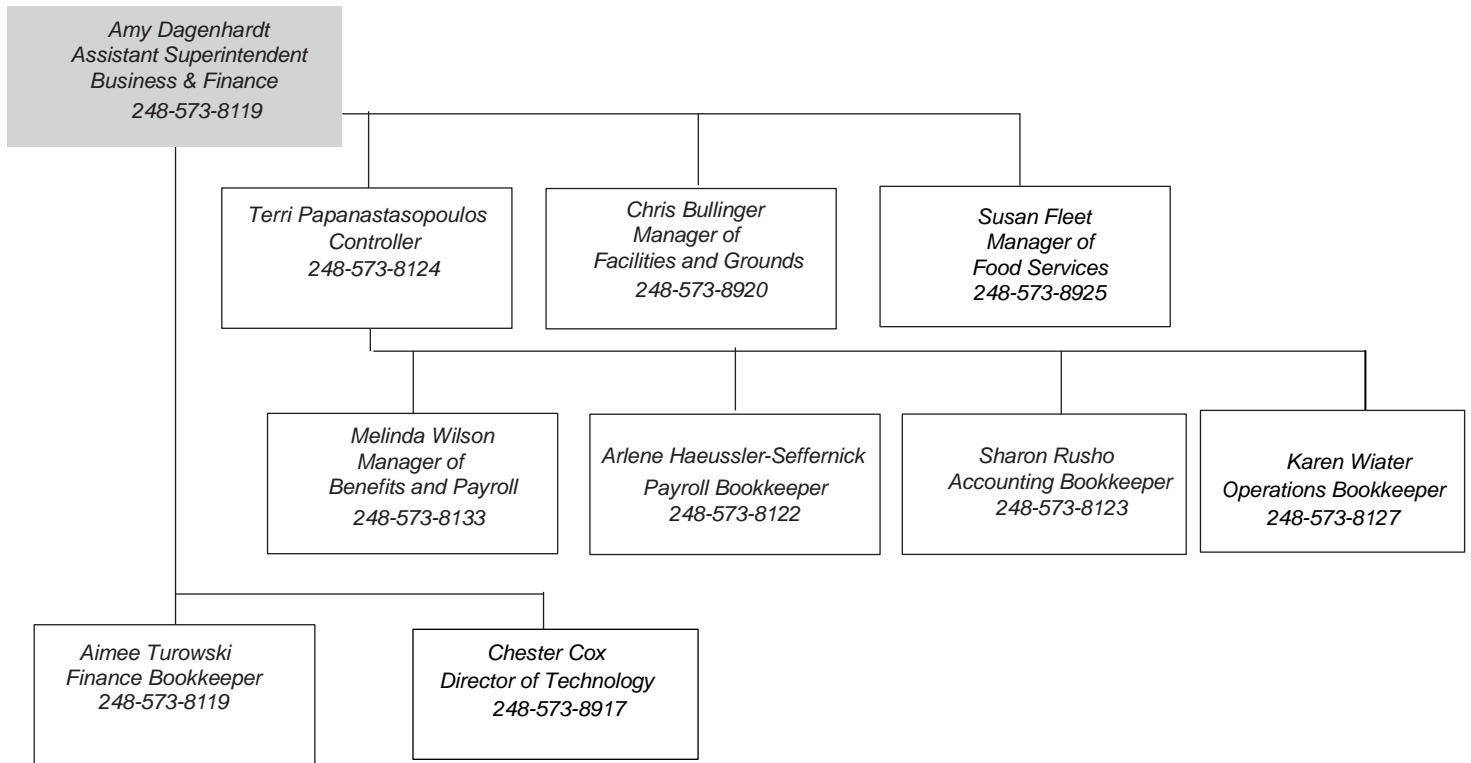 Amy Dagenhardt
Assistant Superintendent
Business & Finance
248-573-8119
Terri Papanastasopoulos
Controller
248-573-8124
Chris Bullinger
Manager of
Facilities and Grounds
248-573-8920
Susan Fleet
Manager of
Food Services
248-573-8925
Melinda Wilson
Manager of
Benefits and Payroll
248-573-8133
Arlene Haeussler-Seffernick
Payroll Bookkeeper
248-573-8122
Sharon Rusho
Accounting Bookkeeper
248-573-8123
Karen Wiater
Operations Bookkeeper
248-573-8127
Aimee Turowski
Finance Bookkeeper
248-573-8119
Chester Cox
Director of Technology
248-573-8917